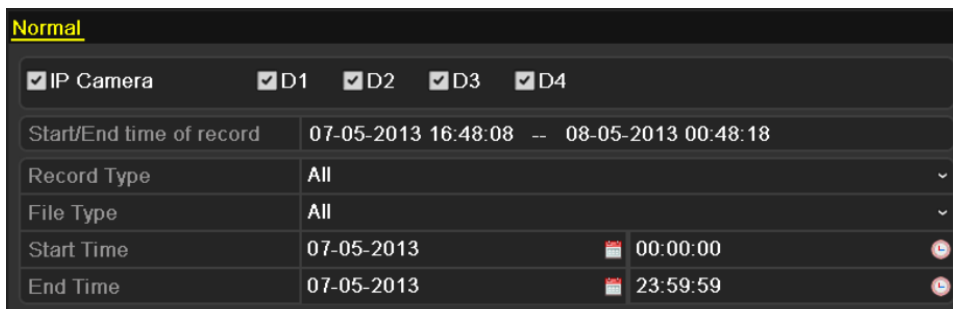 Normal
IP Camera D1 D2 D3 D4
Start/End time of record 07-05-2013 16:48:08 -- 08-05-2013 00:48:18
Record Type All
File Type All
Start Time 07-05-2013 00:00:00
End Time 07-05-2013 23:59:59